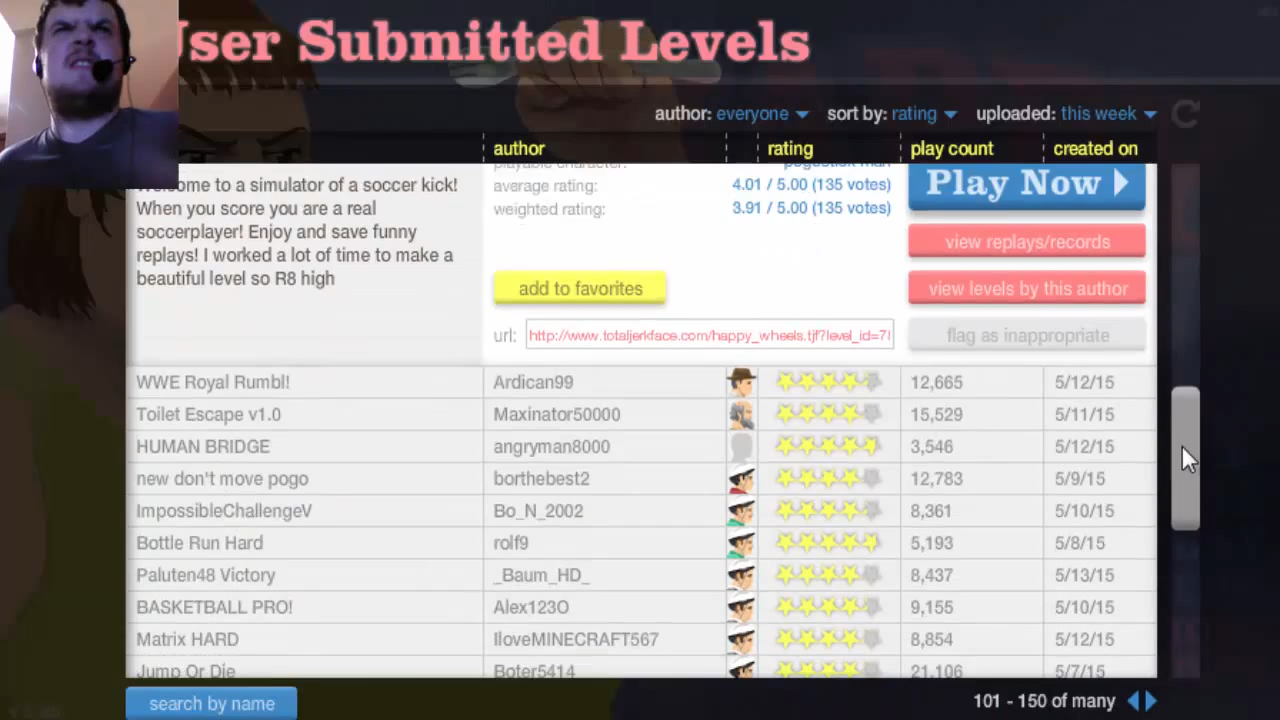 User Submitted Levels
author: everyone sort by: rating uploaded: this week
author rating play count created on
Welcome to a simulator of a soccer kick!
When you score you are a real
soccerplayer! Enjoy and save funny
replays! I worked a lot of time to make a
beautiful level so R8 high
playable character: pogostick man
average rating: 4.01 / 5.00 (135 votes)
weighted rating: 3.91 / 5.00 (135 votes)
add to favorites
url: http://www.totaljerkface.com/happy_wheels.tjf?level_id=7
Play Now
view replays/records
view levels by this author
flag as inappropriate
WWE Royal Rumbl! Ardican99 12,665 5/12/15
Toilet Escape v1.0 Maxinator50000 15,529 5/11/15
HUMAN BRIDGE angryman8000 3,546 5/12/15
new don't move pogo borthebest2 12,783 5/9/15
ImpossibleChallengeV Bo_N_2002 8,361 5/10/15
Bottle Run Hard rolf9 5,193 5/8/15
Paluten48 Victory _Baum_HD_ 8,437 5/13/15
BASKETBALL PRO! Alex123O 9,155 5/10/15
Matrix HARD IloveMINECRAFT567 8,854 5/12/15
Jump Or Die Boter5414 21,106 5/7/15
search by name 101 - 150 of many